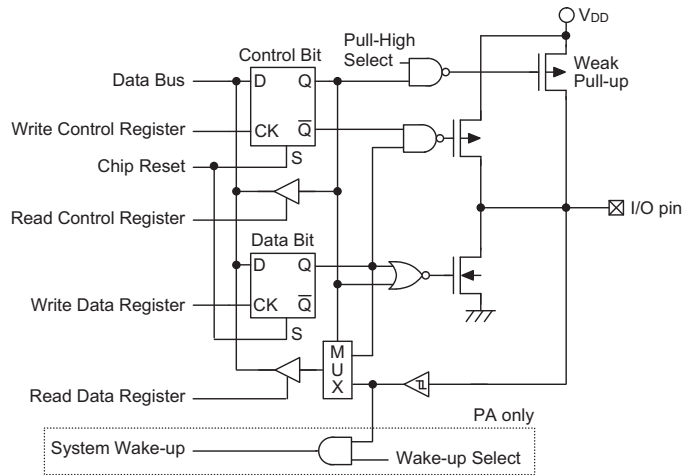 V_DD
Control Bit
Pull-High
Select
Weak
Pull-up
Data Bus
D
Q
Write Control Register
CK
Q̅
Chip Reset
S
Read Control Register
I/O pin
Data Bit
D
Q
Write Data Register
CK
Q̅
S
M
U
X
Read Data Register
PA only
System Wake-up
Wake-up Select